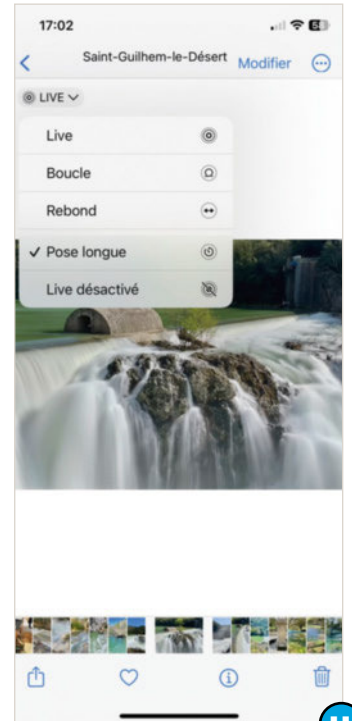 17:02
Saint-Guilhem-le-Désert
Modifier
LIVE
Live
Boucle
Rebond
✓ Pose longue
Live désactivé